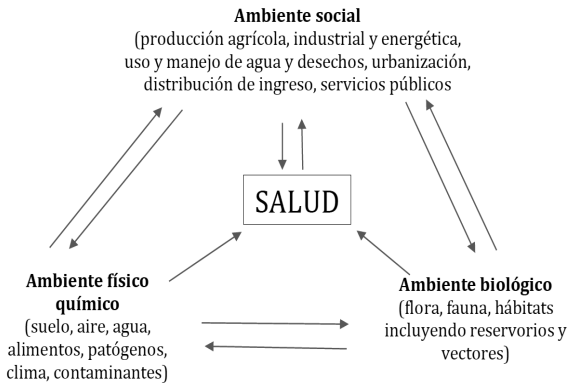 Ambiente social
(producción agrícola, industrial y energética,
uso y manejo de agua y desechos, urbanización,
distribución de ingreso, servicios públicos
SALUD
Ambiente físico
químico
(suelo, aire, agua,
alimentos, patógenos,
clima, contaminantes)
Ambiente biológico
(flora, fauna, hábitats
incluyendo reservorios y
vectores)